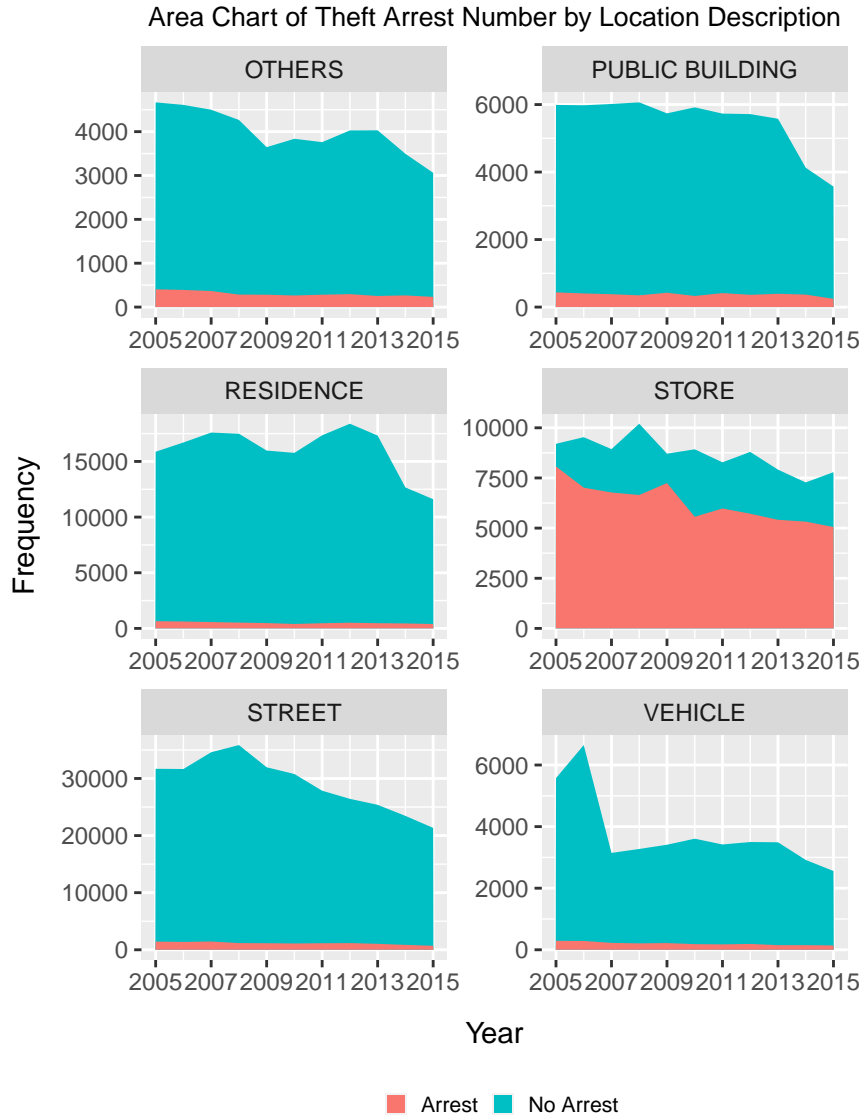 Area Chart of Theft Arrest Number by Location Description
OTHERS
PUBLIC BUILDING
4000
3000
2000
1000
0
6000
4000
2000
0
2005 2007 2009 2011 2013 2015
2005 2007 2009 2011 2013 2015
RESIDENCE
STORE
15000
10000
5000
0
10000
7500
5000
2500
0
2005 2007 2009 2011 2013 2015
2005 2007 2009 2011 2013 2015
STREET
VEHICLE
30000
20000
10000
0
6000
4000
2000
0
2005 2007 2009 2011 2013 2015
2005 2007 2009 2011 2013 2015
Frequency
Year
Arrest No Arrest